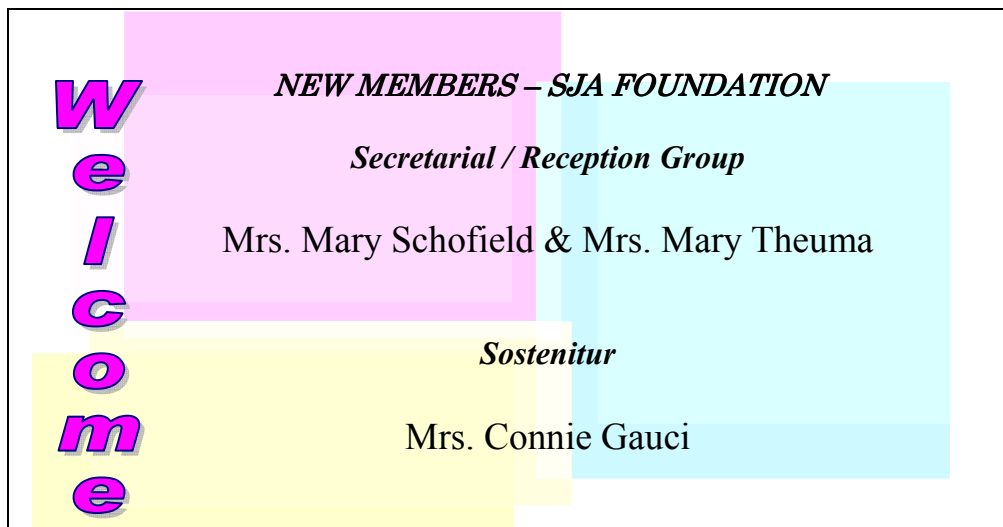 Welcome
NEW MEMBERS – SJA FOUNDATION
Secretarial / Reception Group
Mrs. Mary Schofield & Mrs. Mary Theuma
Sostenitur
Mrs. Connie Gauci